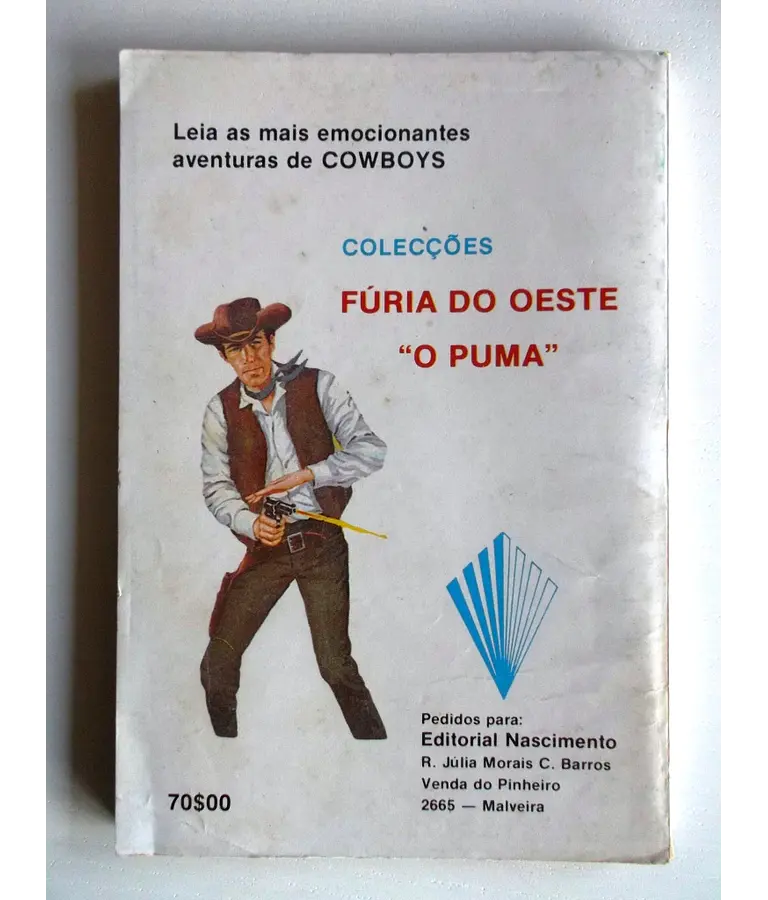 Leia as mais emocionantes
aventuras de COWBOYS
COLECÇÕES
FÚRIA DO OESTE
“O PUMA”
Pedidos para:
Editorial Nascimento
R. Júlia Morais C. Barros
Venda do Pinheiro
2665 — Malveira
70$00